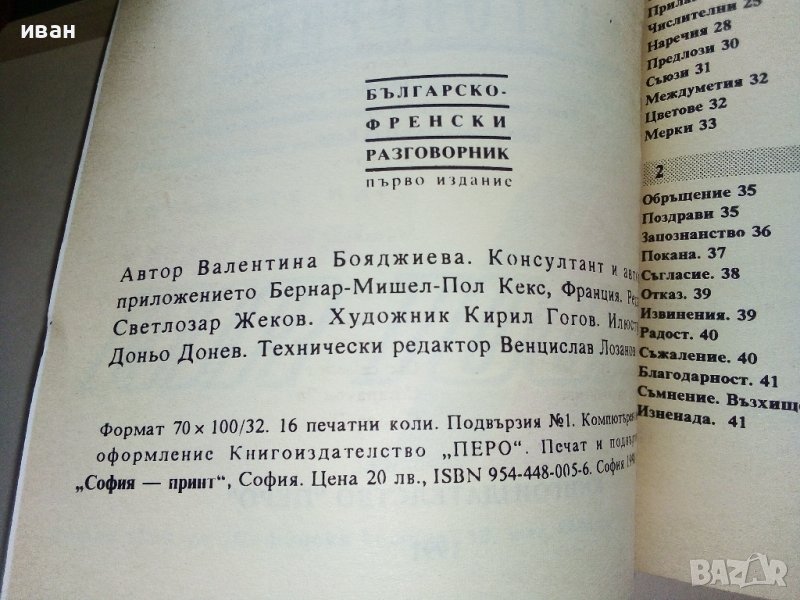 иван
БЪЛГАРСКО-
ФРЕНСКИ
РАЗГОВОРНИК
първо издание
Автор Валентина Бояджиева. Консултант и
приложението Бернар-Мишел-Пол Кекс, Франция.
Светлозар Жеков. Художник Кирил Гогов.
Доньо Донев. Технически редактор Венцислав Лозанов
Формат 70 × 100/32. 16 печатни коли. Подвързия №1.
оформление Книгоиздателство „ПЕРО“. Печат и
„София — принт“, София. Цена 20 лв., ISBN 954-448-005-6. София
Числителни 25
Наречия 28
Предлози 30
Съюзи 31
Междуметия 32
Цветове 32
Мерки 33
2
Обръщение 35
Поздрави 35
Запознанство 36
Покана. 37
Съгласие. 38
Отказ. 39
Извинения. 39
Радост. 40
Съжаление. 40
Благодарност. 41
Съмнение.
Изненада. 41
BAZAR